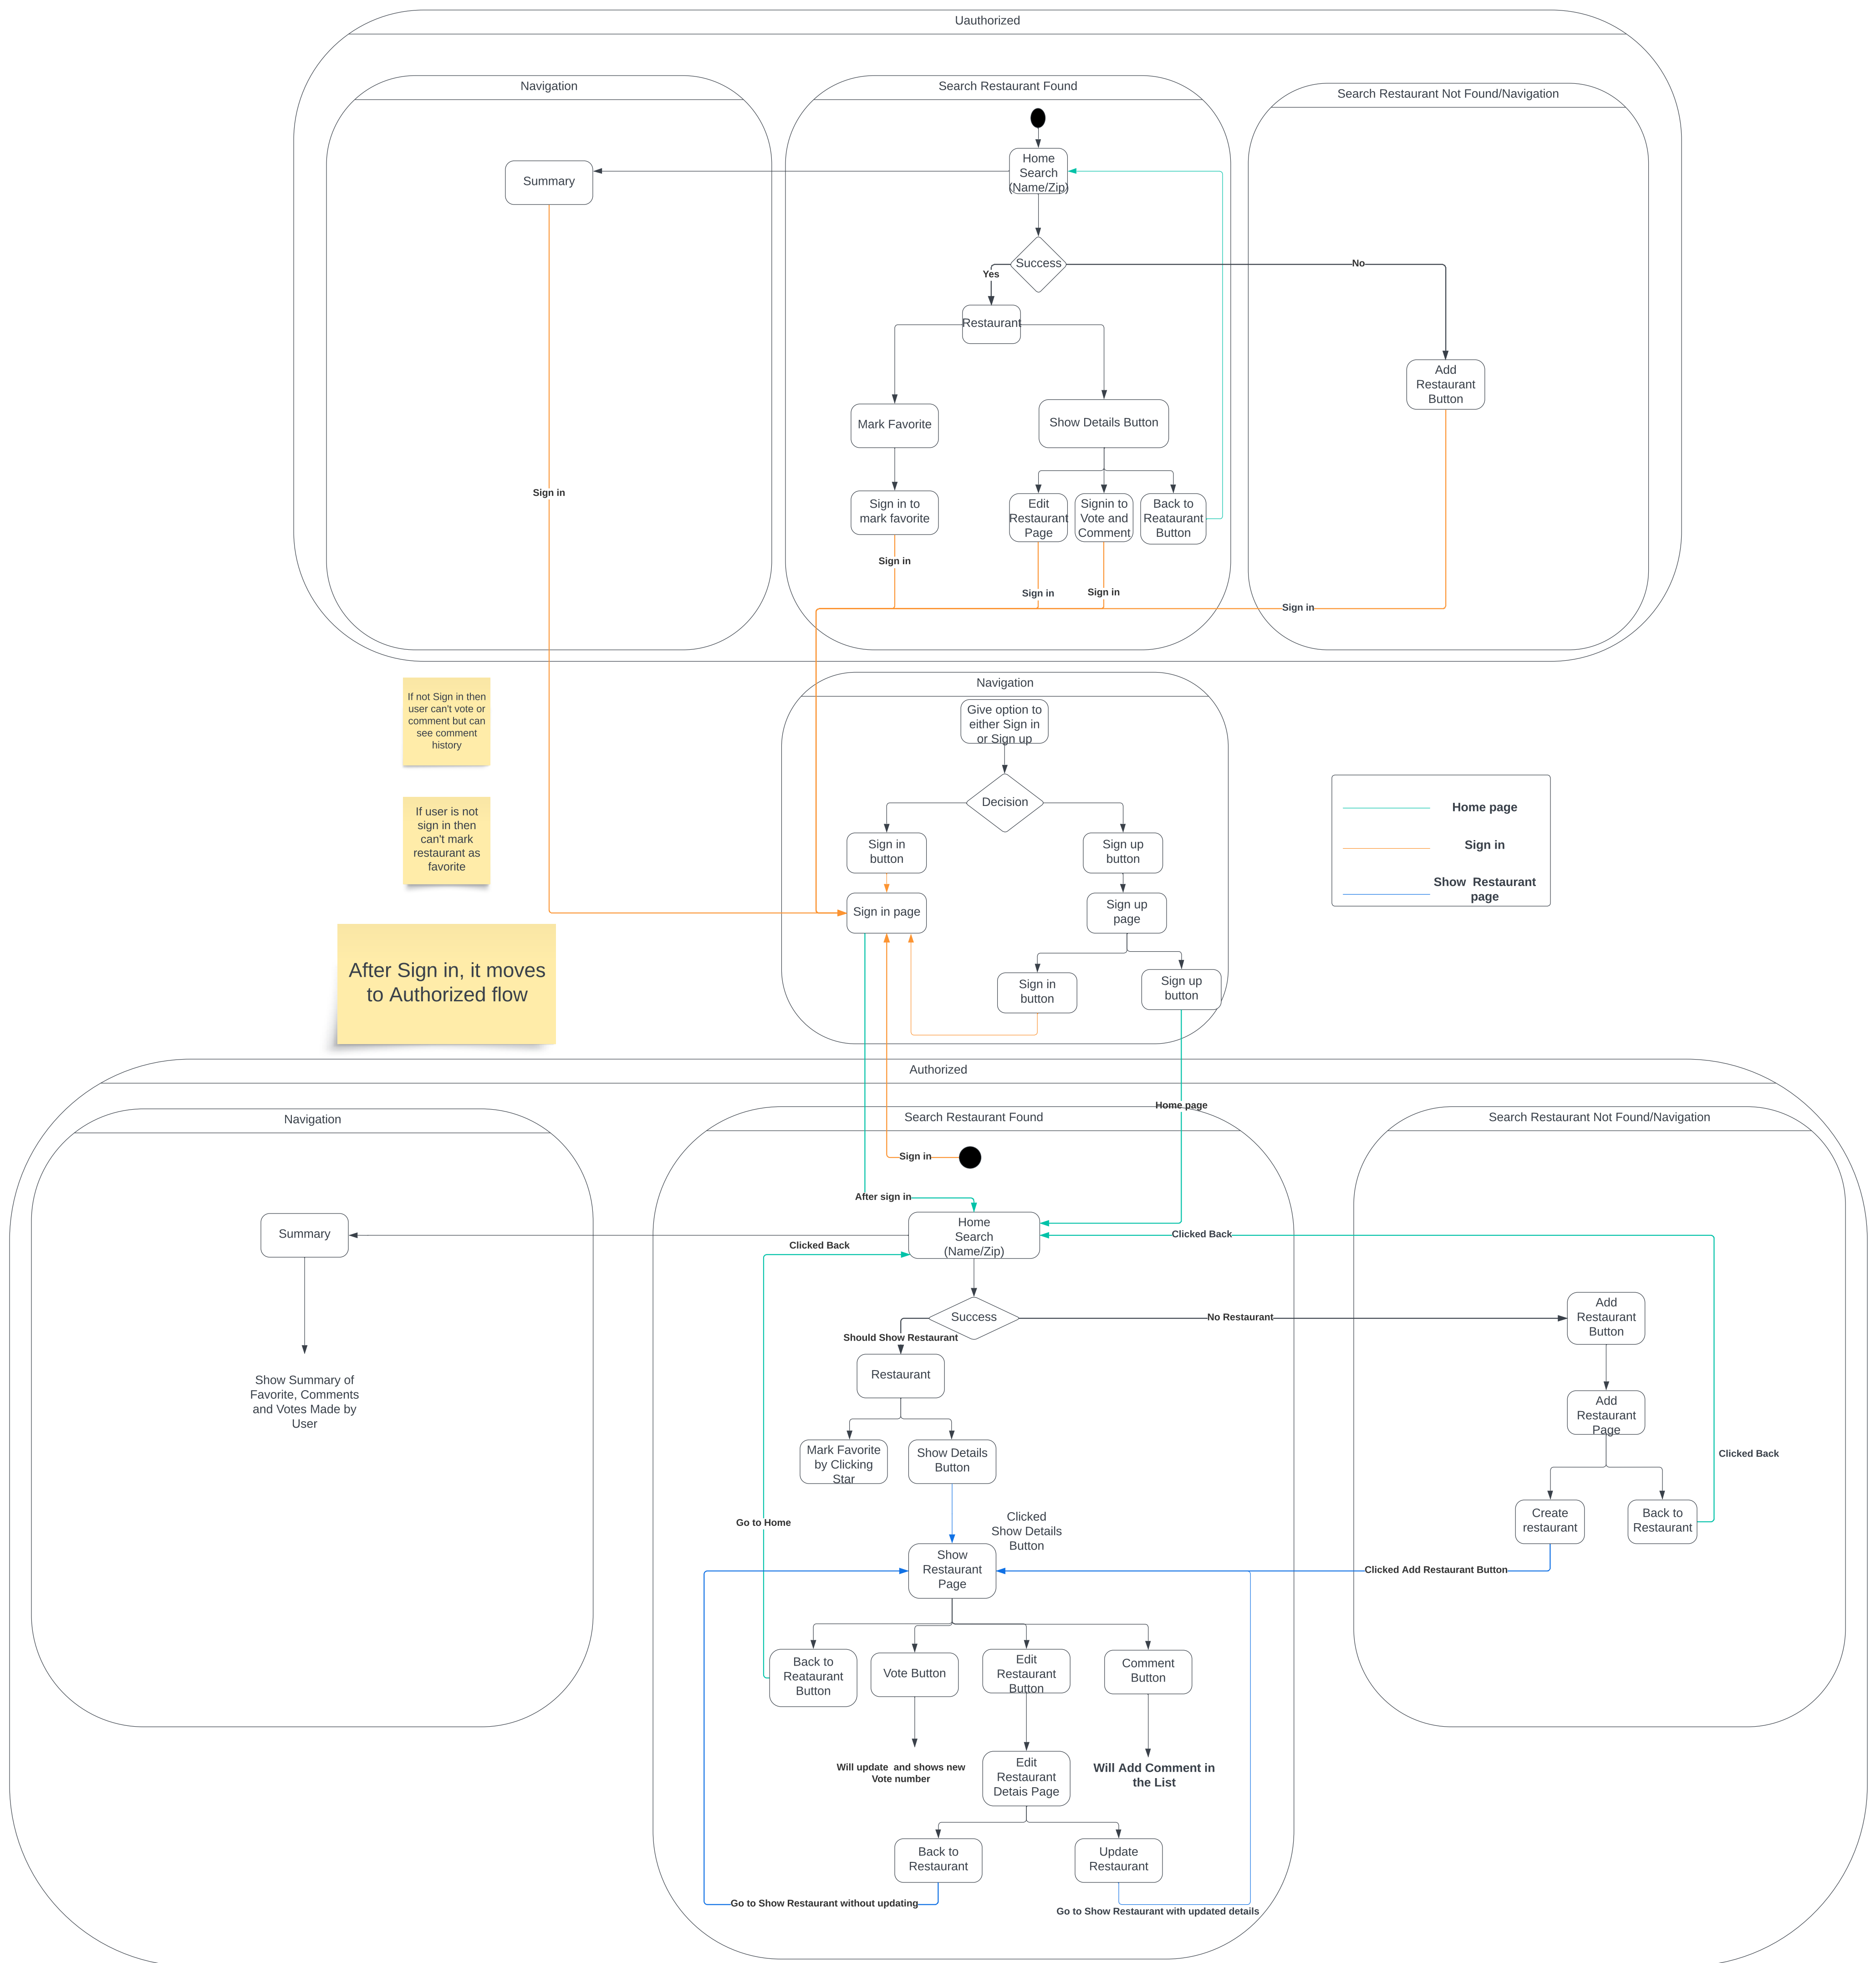 Uauthorized
Navigation
Search Restaurant Found
Search Restaurant Not Found/Navigation
Home
Search
(Name/Zip)
Summary
Success
Yes
No
Restaurant
Add
Restaurant
Button
Mark Favorite
Show Details Button
Sign in
Sign in to
mark favorite
Edit
Restaurant
Page
Signin to
Vote and
Comment
Back to
Reataurant
Button
Sign in
Sign in
Sign in
Sign in
If not Sign in then
user can't vote or
comment but can
see comment
history
If user is not
sign in then
can't mark
restaurant as
favorite
After Sign in, it moves
to Authorized flow
Navigation
Give option to
either Sign in
or Sign up
Decision
Sign in
button
Sign up
button
Sign in page
Sign up
page
Sign in
button
Sign up
button
Home page
Sign in
Show  Restaurant
page
Authorized
Navigation
Search Restaurant Found
Home page
Search Restaurant Not Found/Navigation
Sign in
After sign in
Summary
Home
Search
(Name/Zip)
Clicked Back
Clicked Back
Success
No Restaurant
Should Show Restaurant
Add
Restaurant
Button
Restaurant
Show Summary of
Favorite, Comments
and Votes Made by
User
Add
Restaurant
Page
Mark Favorite
by Clicking
Star
Show Details
Button
Clicked Back
Go to Home
Clicked
Show Details
Button
Create
restaurant
Back to
Restaurant
Show
Restaurant
Page
Clicked Add Restaurant Button
Back to
Reataurant
Button
Vote Button
Edit
Restaurant
Button
Comment
Button
Will update  and shows new
Vote number
Edit
Restaurant
Detais Page
Will Add Comment in
the List
Back to
Restaurant
Update
Restaurant
Go to Show Restaurant without updating
Go to Show Restaurant with updated details